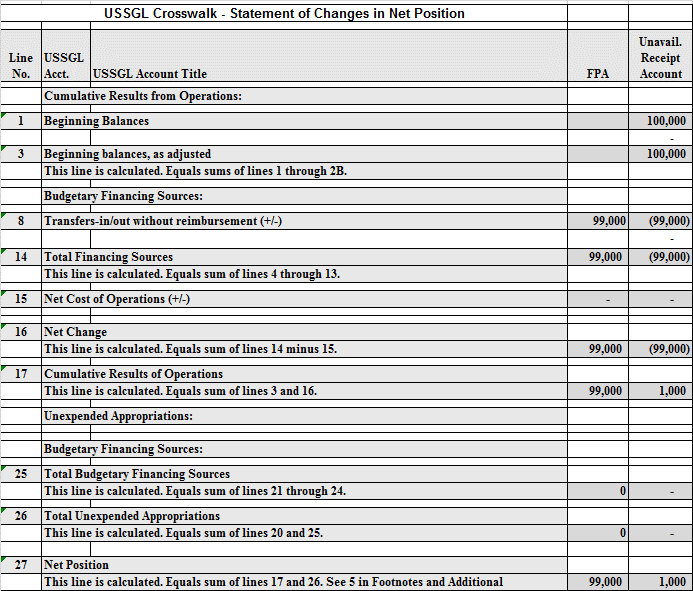 USSGL Crosswalk - Statement of Changes in Net Position
Unavail.
Line USSGL Receipt
No. Acct. USSGL Account Title FPA Account
Cumulative Results from Operations:
1 Beginning Balances 100,000
-
3 Beginning balances, as adjusted 100,000
This line is calculated. Equals sums of lines 1 through 2B.
Budgetary Financing Sources:
8 Transfers-in/out without reimbursement (+/-) 99,000 (99,000)
-
14 Total Financing Sources 99,000 (99,000)
This line is calculated. Equals sum of lines 4 through 13.
15 Net Cost of Operations (+/-) - -
16 Net Change
This line is calculated. Equals sum of lines 14 minus 15. 99,000 (99,000)
17 Cumulative Results of Operations
This line is calculated. Equals sum of lines 3 and 16. 99,000 1,000
Unexpended Appropriations:
Budgetary Financing Sources:
25 Total Budgetary Financing Sources
This line is calculated. Equals sum of lines 21 through 24. 0 -
26 Total Unexpended Appropriations
This line is calculated. Equals sum of lines 20 and 25. 0 -
27 Net Position
This line is calculated. Equals sum of lines 17 and 26. See 5 in Footnotes and Additional 99,000 1,000